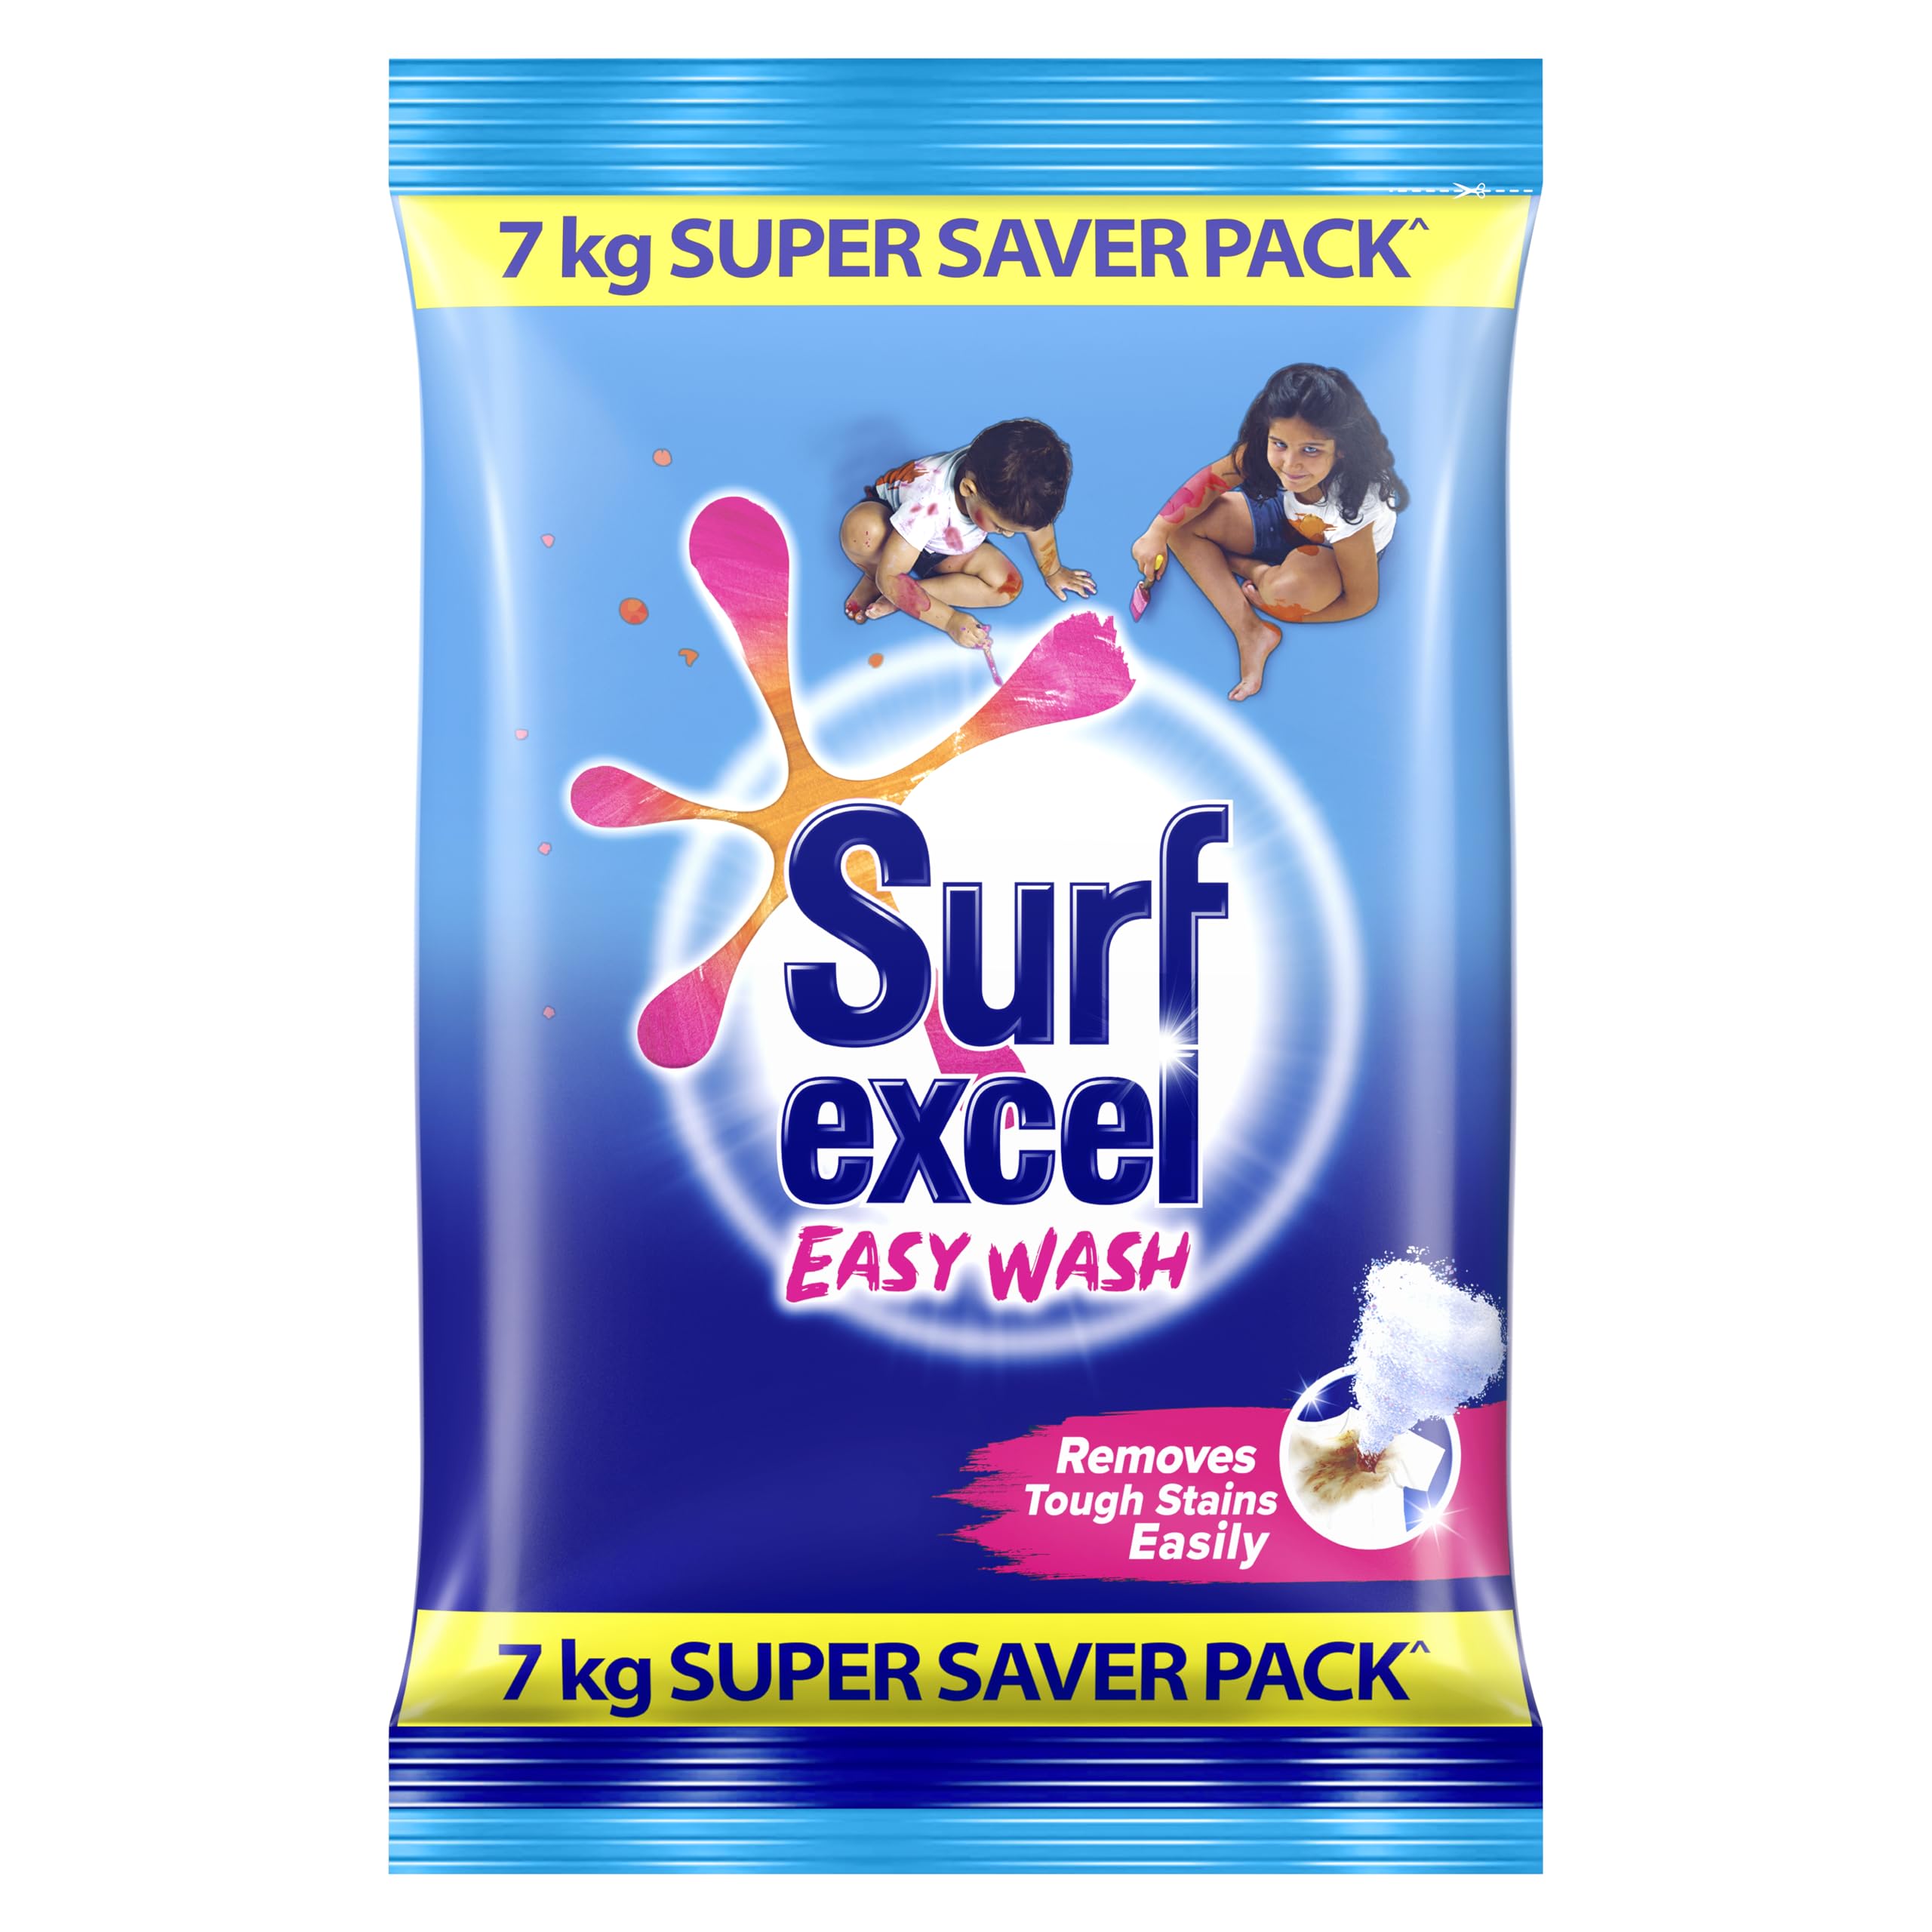 7 kg SUPER SAVER PACK^
Surf
excel
EASY WASH
Removes
Tough Stains
Easily
7 kg SUPER SAVER PACK^